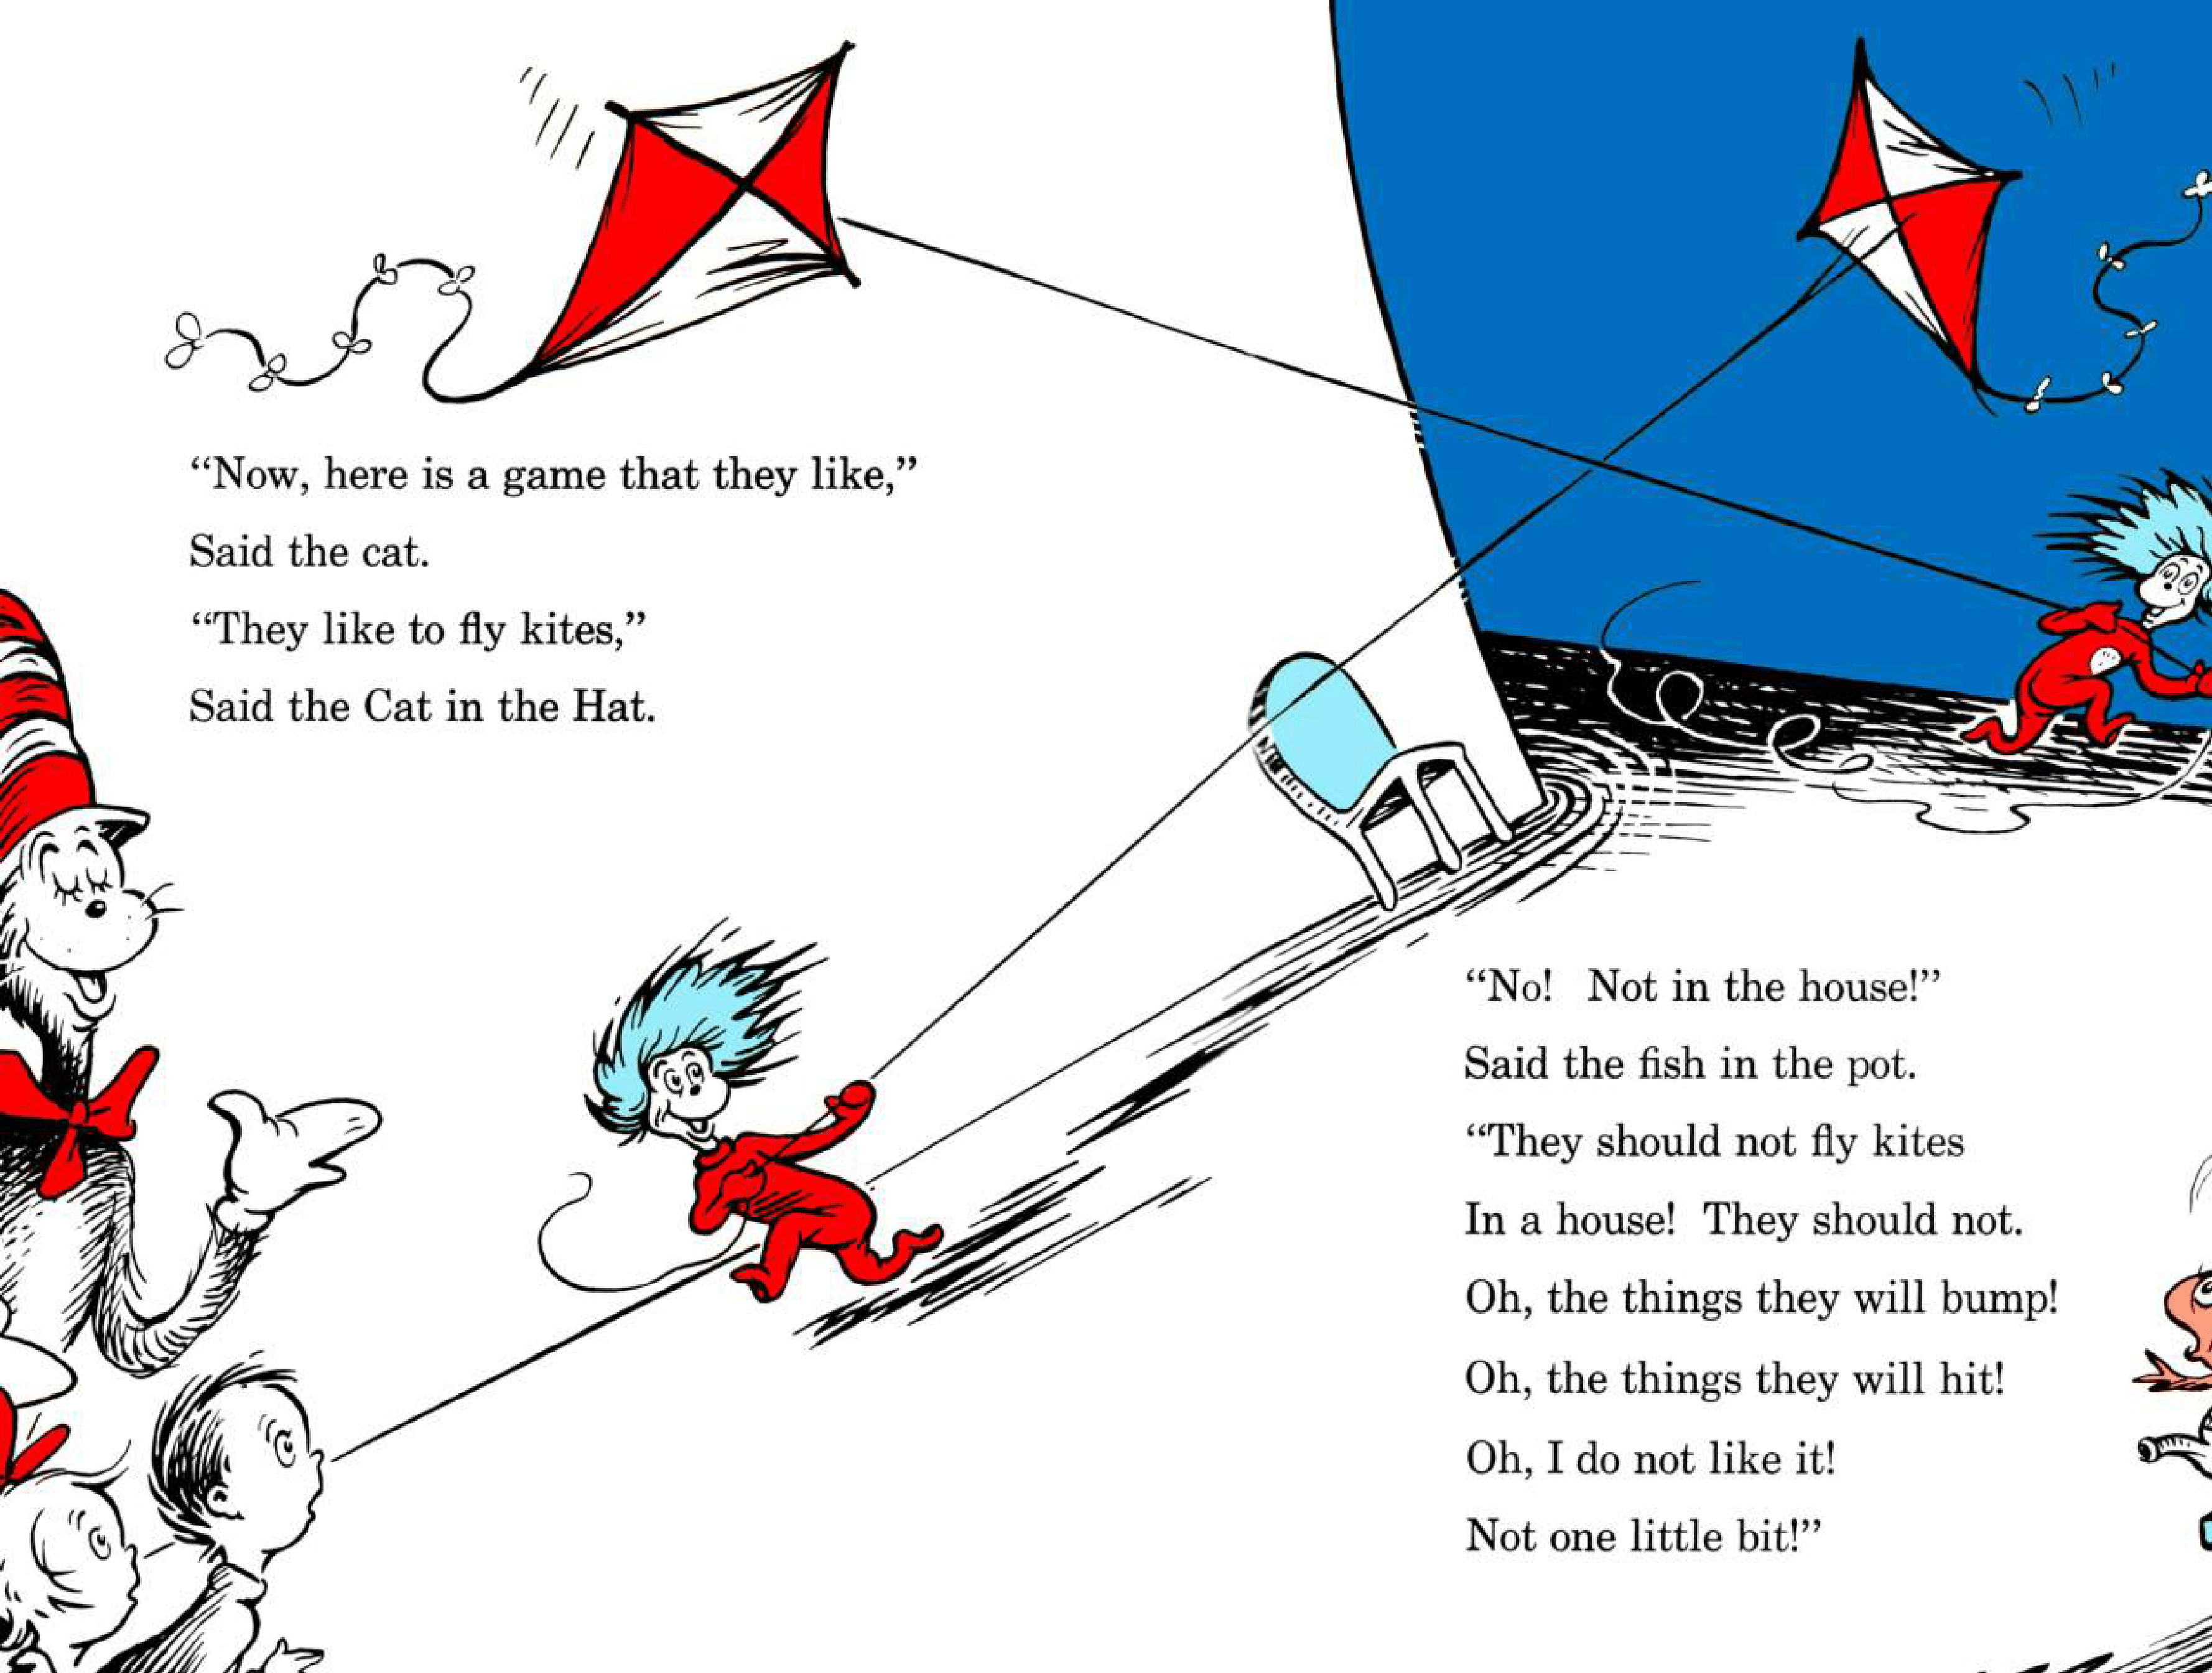 “Now, here is a game that they like,”
Said the cat.
“They like to fly kites,”
Said the Cat in the Hat.
“No! Not in the house!”
Said the fish in the pot.
“They should not fly kites
In a house! They should not.
Oh, the things they will bump!
Oh, the things they will hit!
Oh, I do not like it!
Not one little bit!”